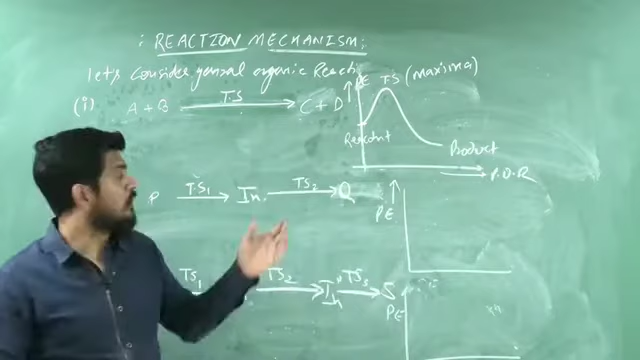 : REACTION MECHANISM:
let's Consider general organic Reacti
(i) A + B TS C + D
PE TS (maxima)
Reactant
Product
P.O.R
P TS1 In. TS2 Q
PE
TS1 TS2 In TS3 S
PE